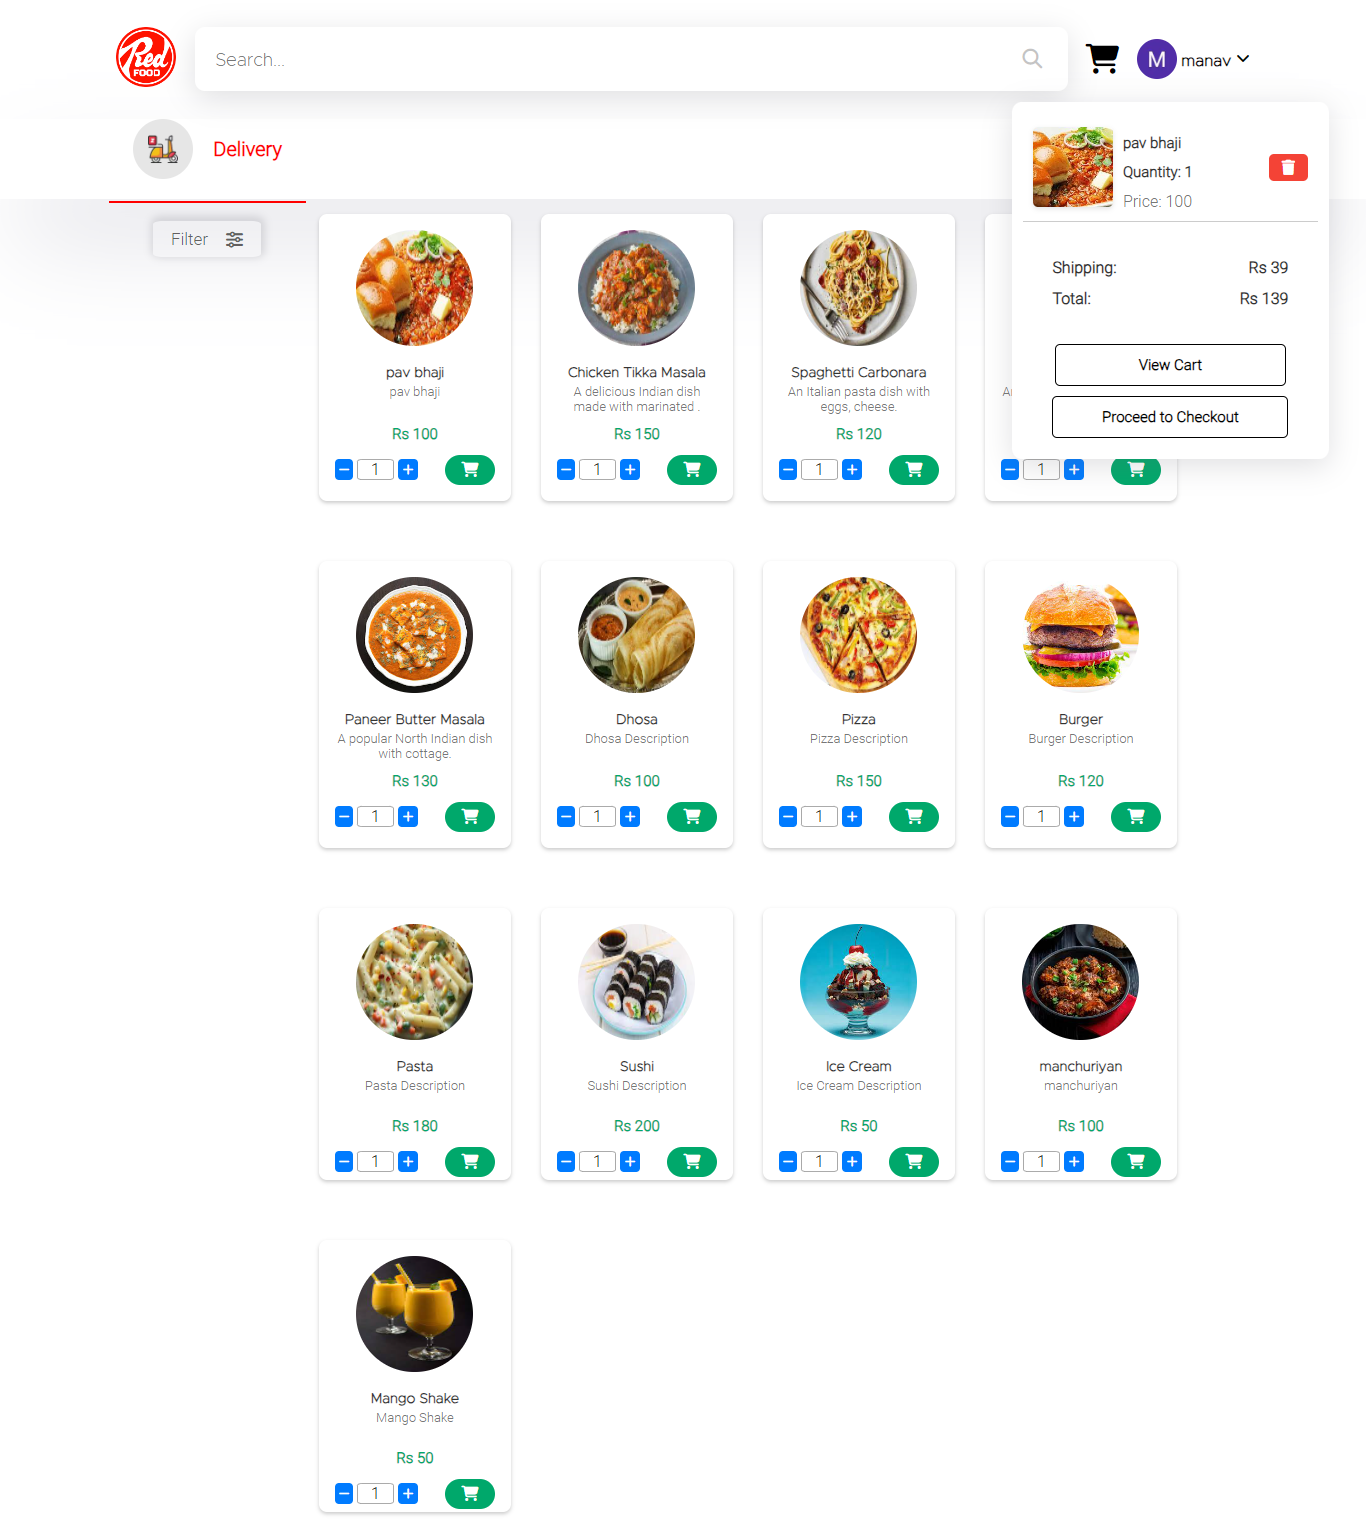 Red
FOOD
Search...
M
manav
Delivery
pav bhaji
Quantity: 1
Price: 100
Shipping:
Rs 39
Total:
Rs 139
View Cart
Proceed to Checkout
Filter
pav bhaji
pav bhaji
Rs 100
1
Chicken Tikka Masala
A delicious Indian dish
made with marinated .
Rs 150
1
Spaghetti Carbonara
An Italian pasta dish with
eggs, cheese.
Rs 120
1
1
Paneer Butter Masala
A popular North Indian dish
with cottage.
Rs 130
1
Dhosa
Dhosa Description
Rs 100
1
Pizza
Pizza Description
Rs 150
1
Burger
Burger Description
Rs 120
1
Pasta
Pasta Description
Rs 180
1
Sushi
Sushi Description
Rs 200
1
Ice Cream
Ice Cream Description
Rs 50
1
manchuriyan
manchuriyan
Rs 100
1
Mango Shake
Mango Shake
Rs 50
1